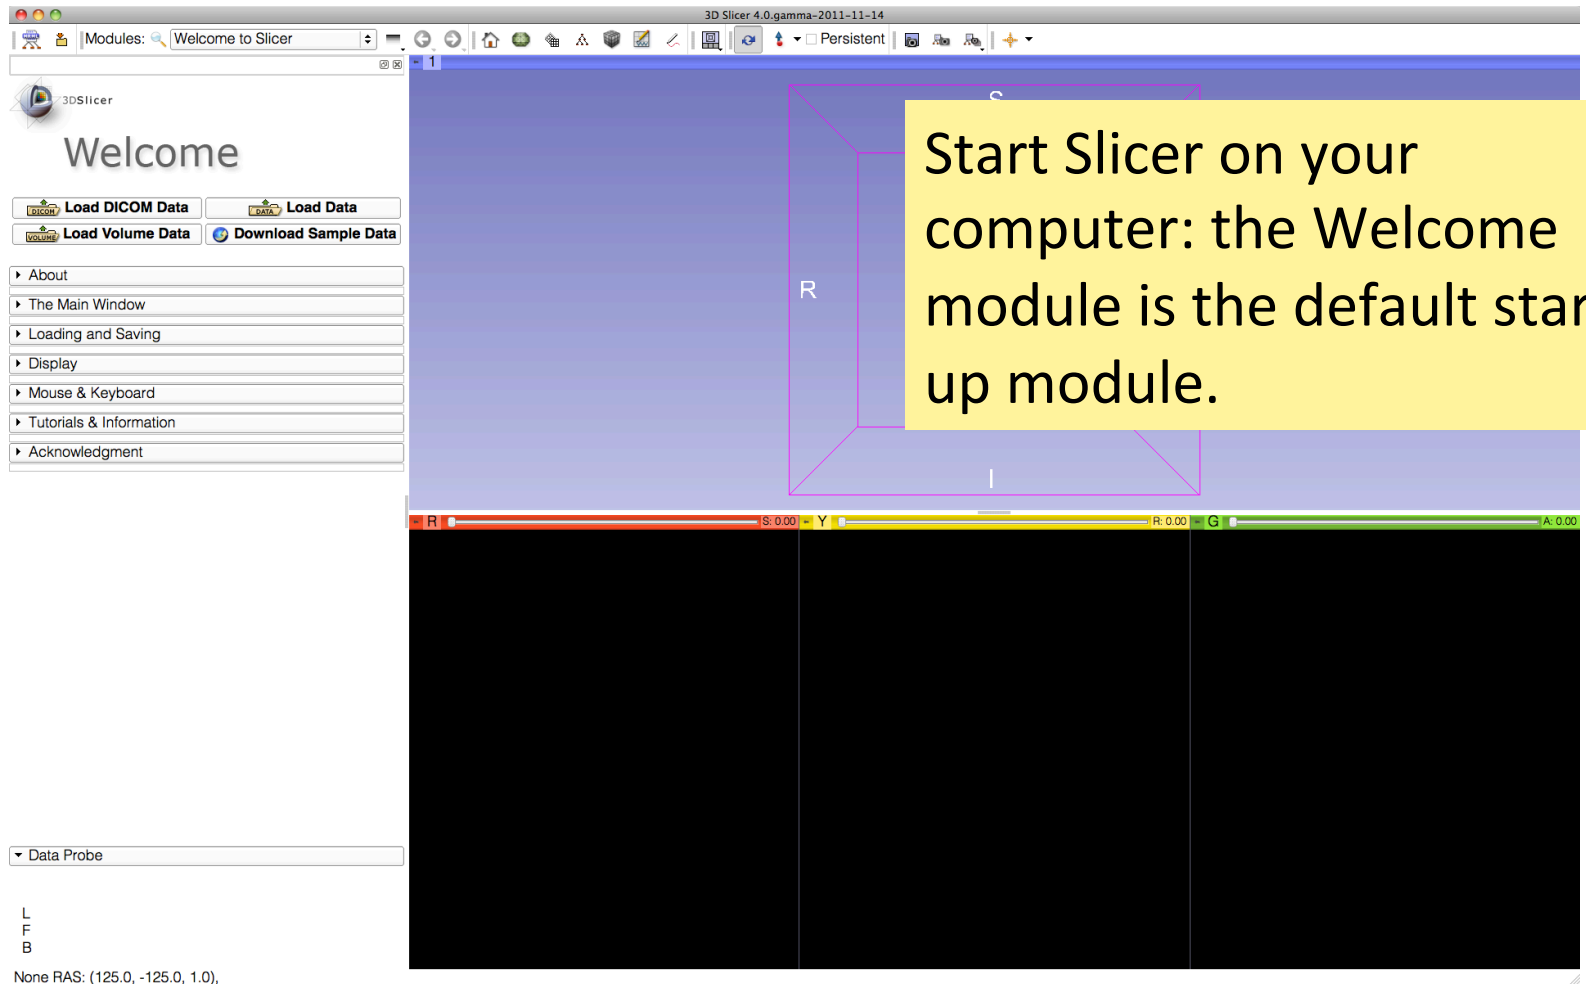 3D Slicer 4.0.gamma-2011-11-14
Modules: Welcome to Slicer Persistent
1
3DSlicer
Welcome
DICOM Load DICOM Data DATA Load Data
VOLUME Load Volume Data Download Sample Data
About
The Main Window
Loading and Saving
Display
Mouse & Keyboard
Tutorials & Information
Acknowledgment
S
R
I
Start Slicer on your
computer: the Welcome
module is the default star
up module.
R S: 0.00 Y R: 0.00 G A: 0.00
Data Probe
L
F
B
None RAS: (125.0, -125.0, 1.0),